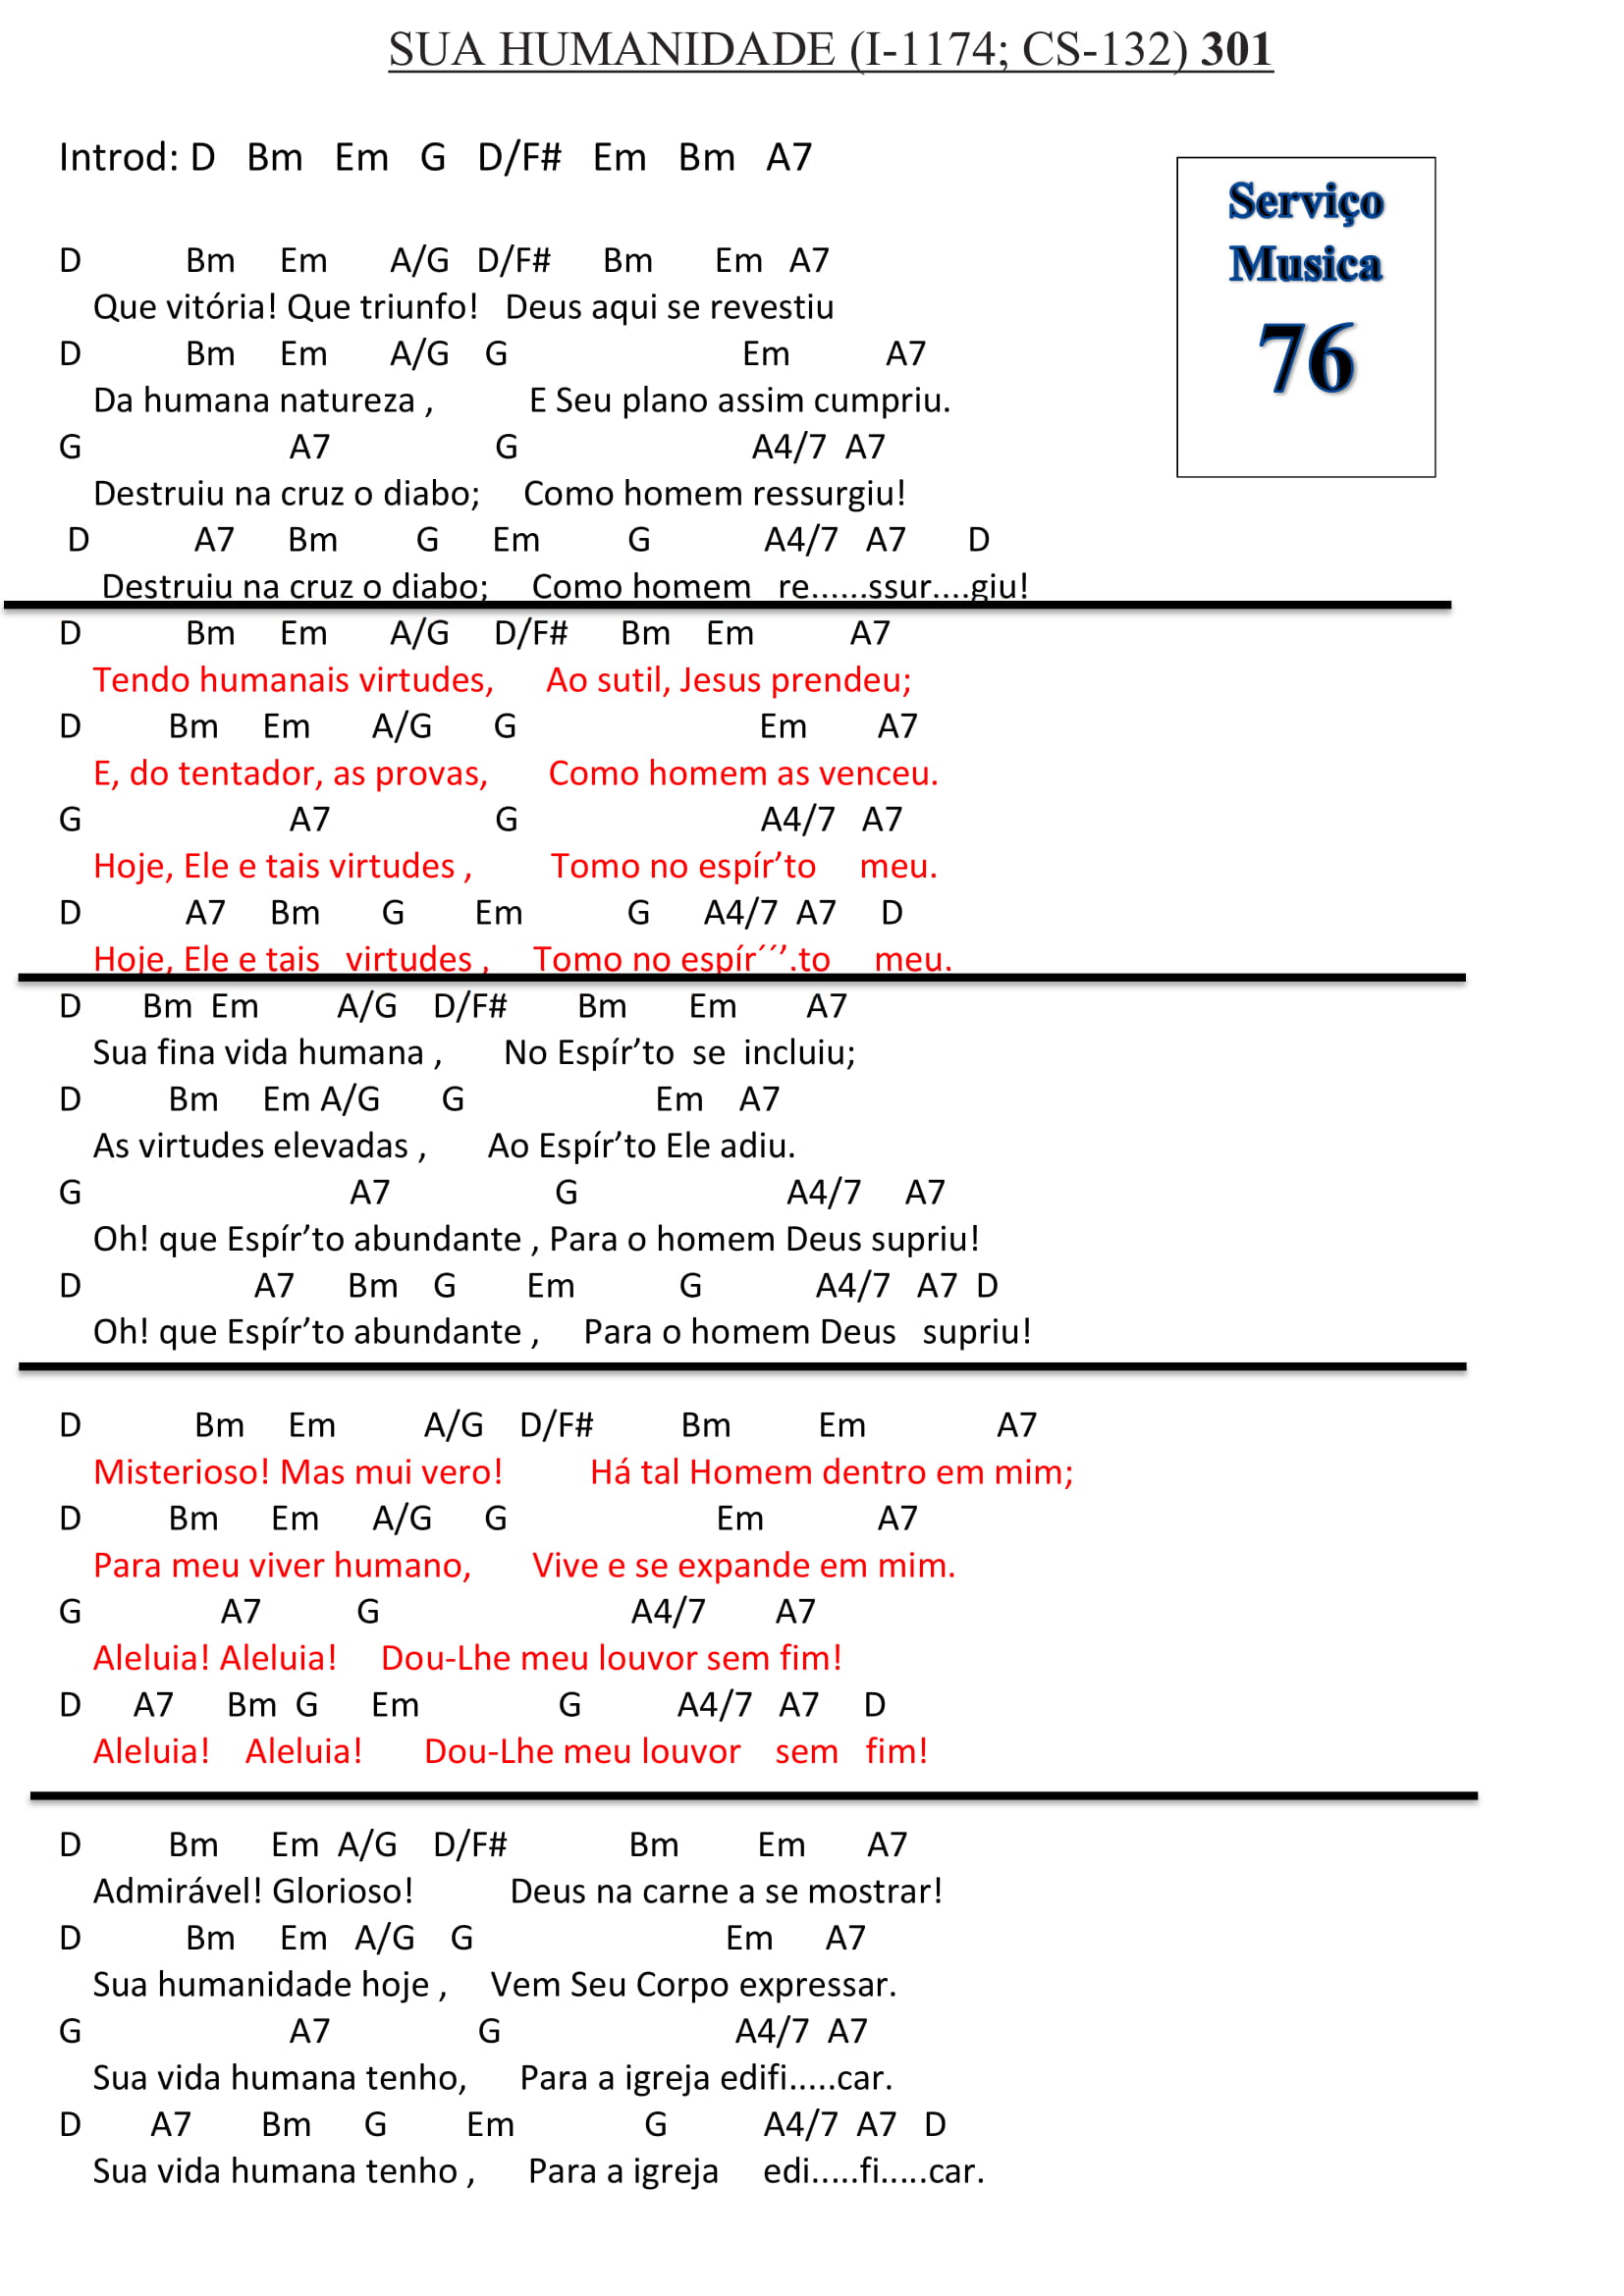 SUA HUMANIDADE (I-1174; CS-132) 301
Introd: D Bm Em G D/F# Em Bm A7
Serviço
Musica
76
D Bm Em A/G D/F# Bm Em A7
Que vitória! Que triunfo! Deus aqui se revestiu
D Bm Em A/G G Em A7
Da humana natureza , E Seu plano assim cumpriu.
G A7 G A4/7 A7
Destruiu na cruz o diabo; Como homem ressurgiu!
D A7 Bm G Em G A4/7 A7 D
Destruiu na cruz o diabo; Como homem re......ssur....giu!
D Bm Em A/G D/F# Bm Em A7
Tendo humanais virtudes, Ao sutil, Jesus prendeu;
D Bm Em A/G G Em A7
E, do tentador, as provas, Como homem as venceu.
G A7 G A4/7 A7
Hoje, Ele e tais virtudes , Tomo no espír’to meu.
D A7 Bm G Em G A4/7 A7 D
Hoje, Ele e tais virtudes , Tomo no espír´´’.to meu.
D Bm Em A/G D/F# Bm Em A7
Sua fina vida humana , No Espír’to se incluiu;
D Bm Em A/G G Em A7
As virtudes elevadas , Ao Espír’to Ele adiu.
G A7 G A4/7 A7
Oh! que Espír’to abundante , Para o homem Deus supriu!
D A7 Bm G Em G A4/7 A7 D
Oh! que Espír’to abundante , Para o homem Deus supriu!
D Bm Em A/G D/F# Bm Em A7
Misterioso! Mas mui vero! Há tal Homem dentro em mim;
D Bm Em A/G G Em A7
Para meu viver humano, Vive e se expande em mim.
G A7 G A4/7 A7
Aleluia! Aleluia! Dou-Lhe meu louvor sem fim!
D A7 Bm G Em G A4/7 A7 D
Aleluia! Aleluia! Dou-Lhe meu louvor sem fim!
D Bm Em A/G D/F# Bm Em A7
Admirável! Glorioso! Deus na carne a se mostrar!
D Bm Em A/G G Em A7
Sua humanidade hoje , Vem Seu Corpo expressar.
G A7 G A4/7 A7
Sua vida humana tenho, Para a igreja edifi.....car.
D A7 Bm G Em G A4/7 A7 D
Sua vida humana tenho , Para a igreja edi.....fi.....car.